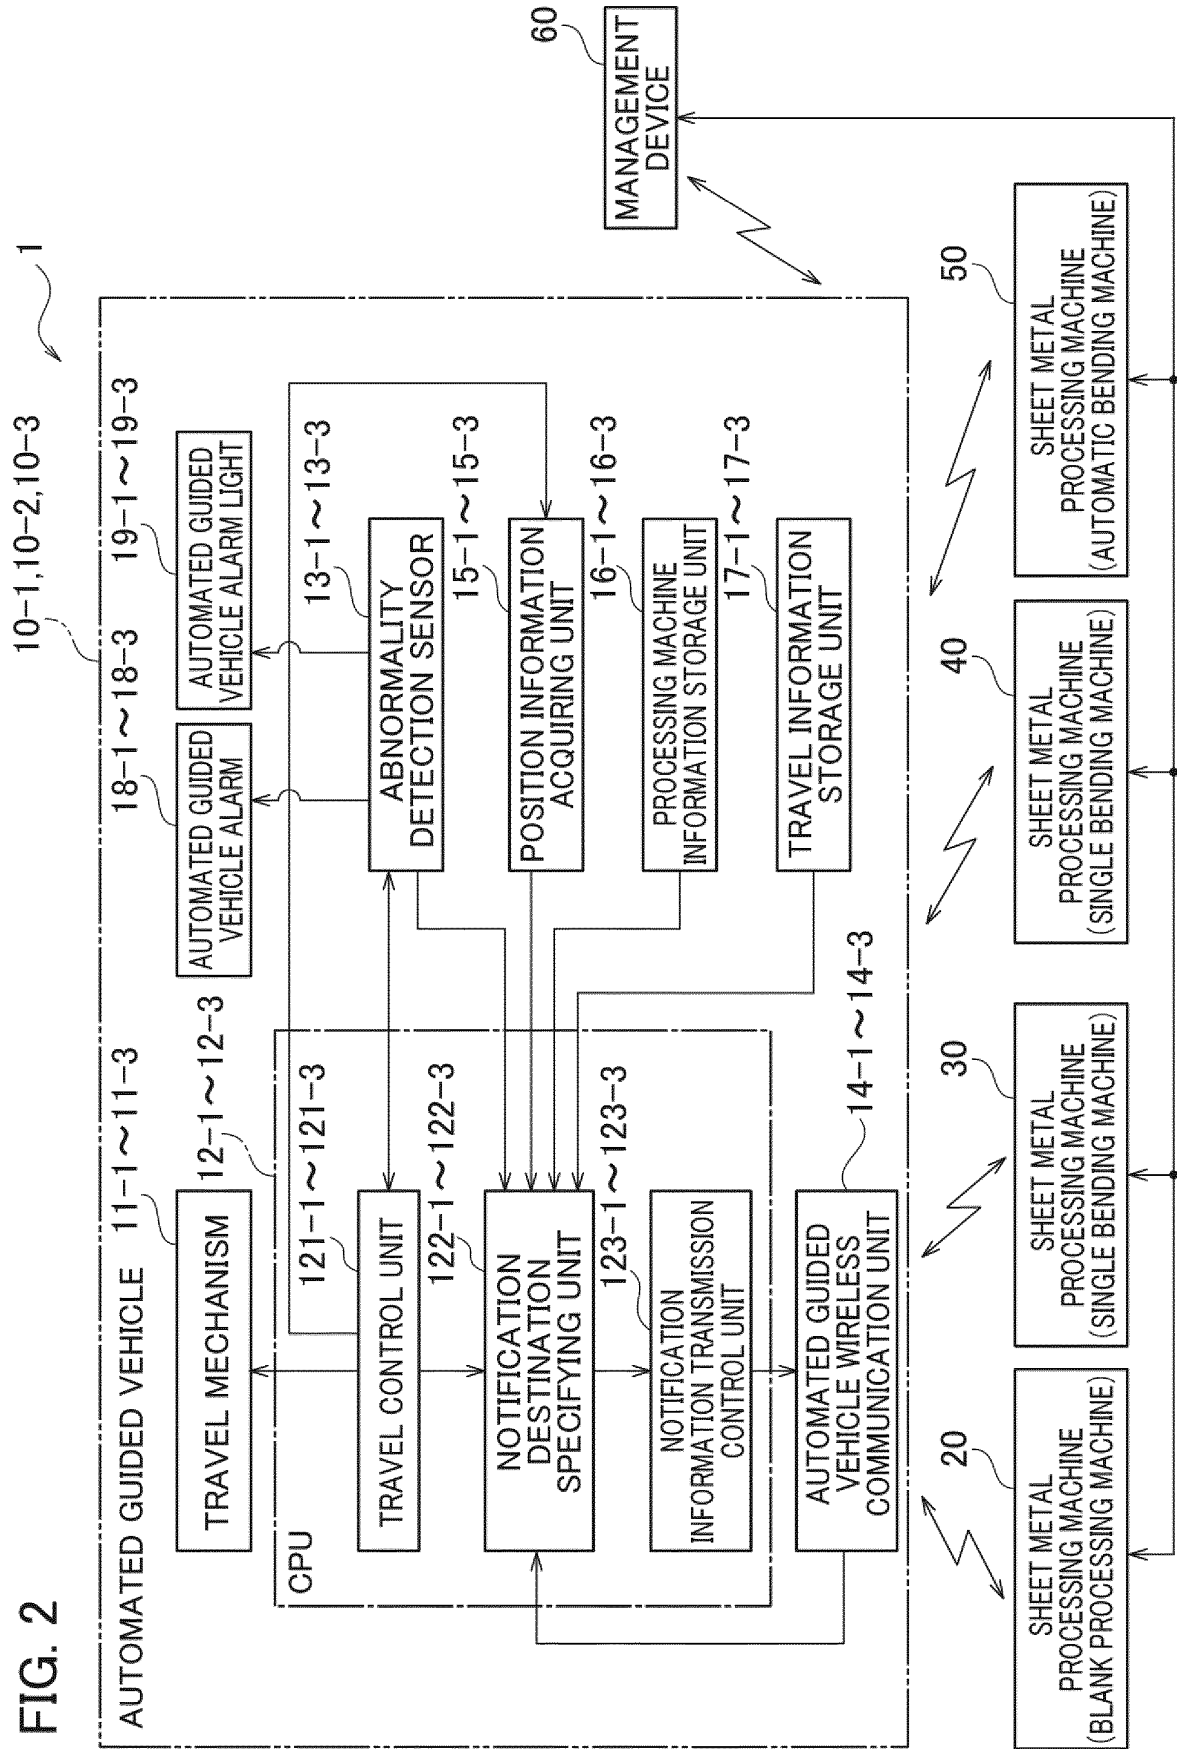 FIG. 2
1
10-1,10-2,10-3
AUTOMATED GUIDED VEHICLE
11-1~11-3
TRAVEL MECHANISM
18-1~18-3
AUTOMATED GUIDED
VEHICLE ALARM
19-1~19-3
AUTOMATED GUIDED
VEHICLE ALARM LIGHT
12-1~12-3
CPU
121-1~121-3
TRAVEL CONTROL UNIT
122-1~122-3
NOTIFICATION
DESTINATION
SPECIFYING UNIT
123-1~123-3
NOTIFICATION
INFORMATION TRANSMISSION
CONTROL UNIT
14-1~14-3
AUTOMATED GUIDED
VEHICLE WIRELESS
COMMUNICATION UNIT
13-1~13-3
ABNORMALITY
DETECTION SENSOR
15-1~15-3
POSITION INFORMATION
ACQUIRING UNIT
16-1~16-3
PROCESSING MACHINE
INFORMATION STORAGE UNIT
17-1~17-3
TRAVEL INFORMATION
STORAGE UNIT
60
MANAGEMENT
DEVICE
20
SHEET METAL
PROCESSING MACHINE
(BLANK PROCESSING MACHINE)
30
SHEET METAL
PROCESSING MACHINE
(SINGLE BENDING MACHINE)
40
SHEET METAL
PROCESSING MACHINE
(SINGLE BENDING MACHINE)
50
SHEET METAL
PROCESSING MACHINE
(AUTOMATIC BENDING MACHINE)